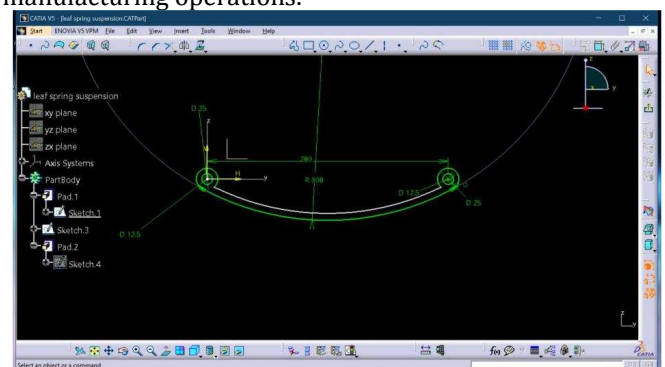 manufacturing operations.
CATIA V5 - [leaf spring suspension.CATPart]
Start ENOVIA V5 VPM File Edit View Insert Tools Window Help
leaf spring suspension
xy plane
yz plane
zx plane
Axis Systems
PartBody
Pad.1
Sketch.1
Sketch.3
Pad.2
Sketch.4
D 25
z
H
y
280
D 12.5
D 25
D 12.5
z
x
y
z
y
CATIA
Select an object or a command